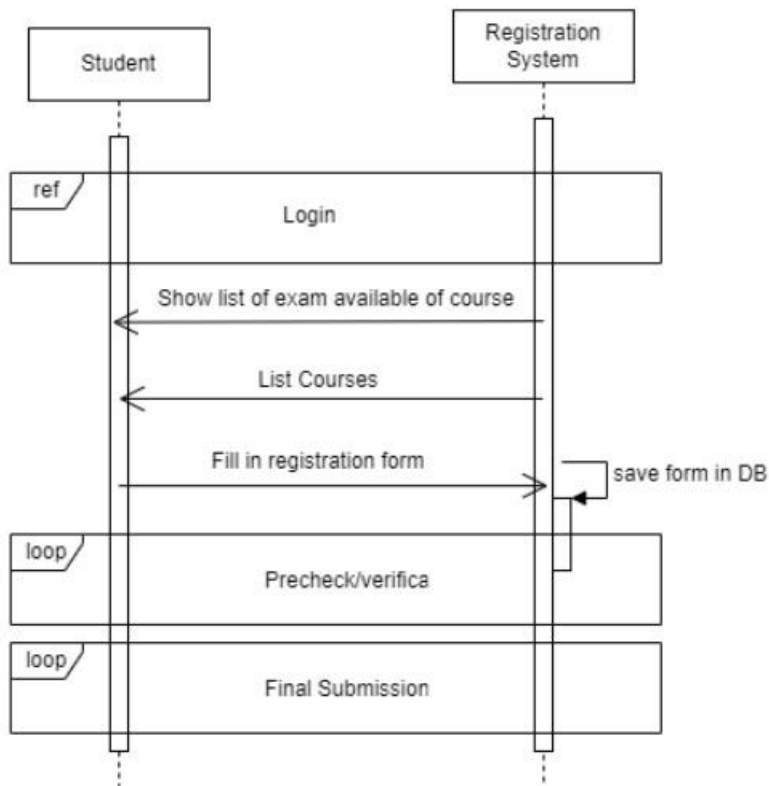 Student
Registration
System
ref
Login
Show list of exam available of course
List Courses
Fill in registration form
save form in DB
loop
Precheck/verifica
loop
Final Submission